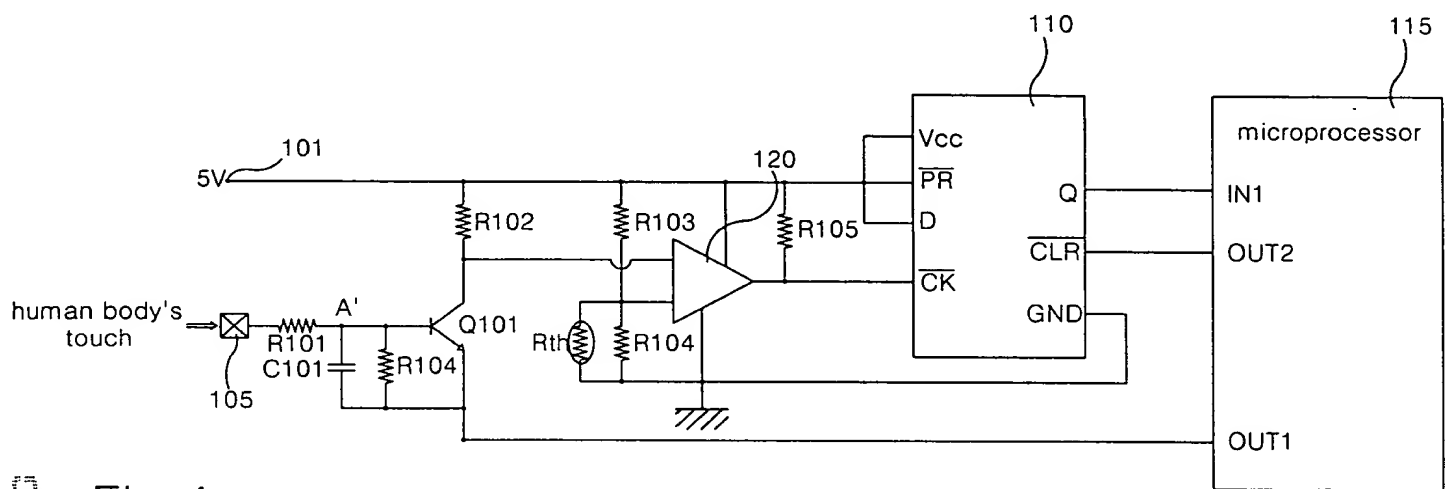 110
115
microprocessor
101
5V
120
Vcc
PR
D
Q
IN1
R102
R103
R105
CLR
OUT2
CK
GND
human body's
touch
A'
Q101
R101
C101
R104
Rth
R104
105
OUT1